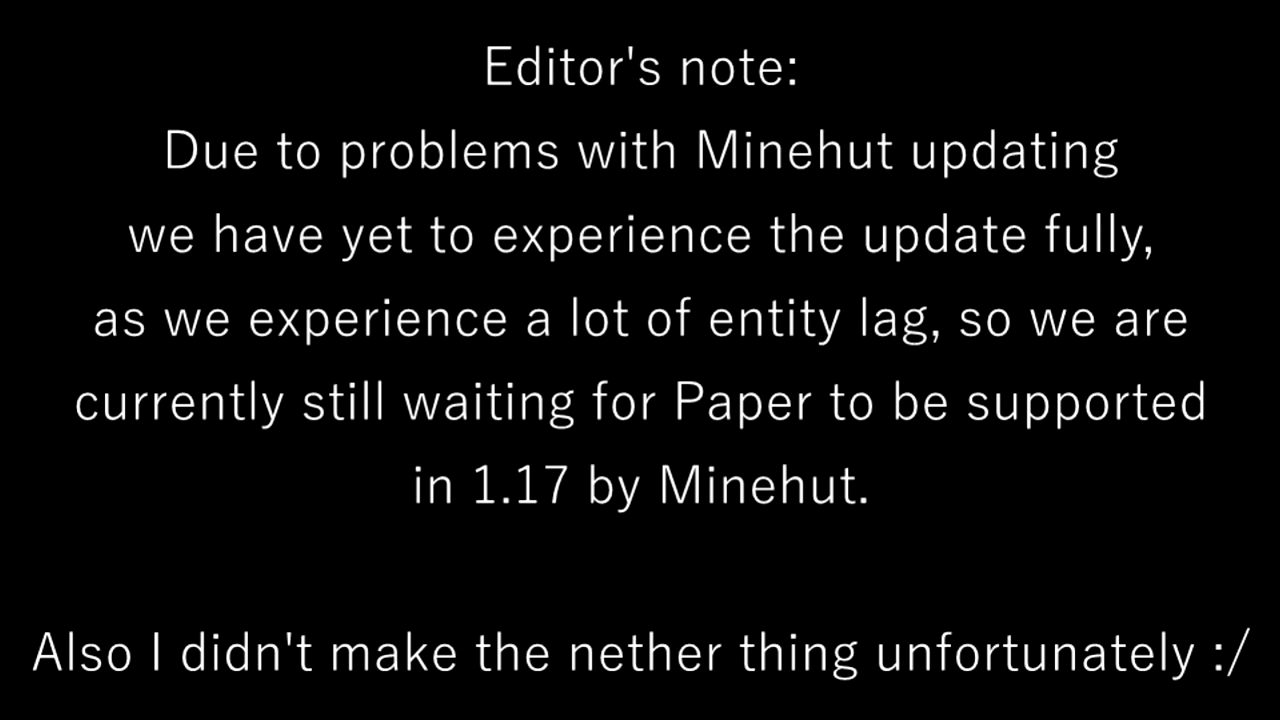 Editor's note:
Due to problems with Minehut updating
we have yet to experience the update fully,
as we experience a lot of entity lag, so we are
currently still waiting for Paper to be supported
in 1.17 by Minehut.
Also I didn't make the nether thing unfortunately :/